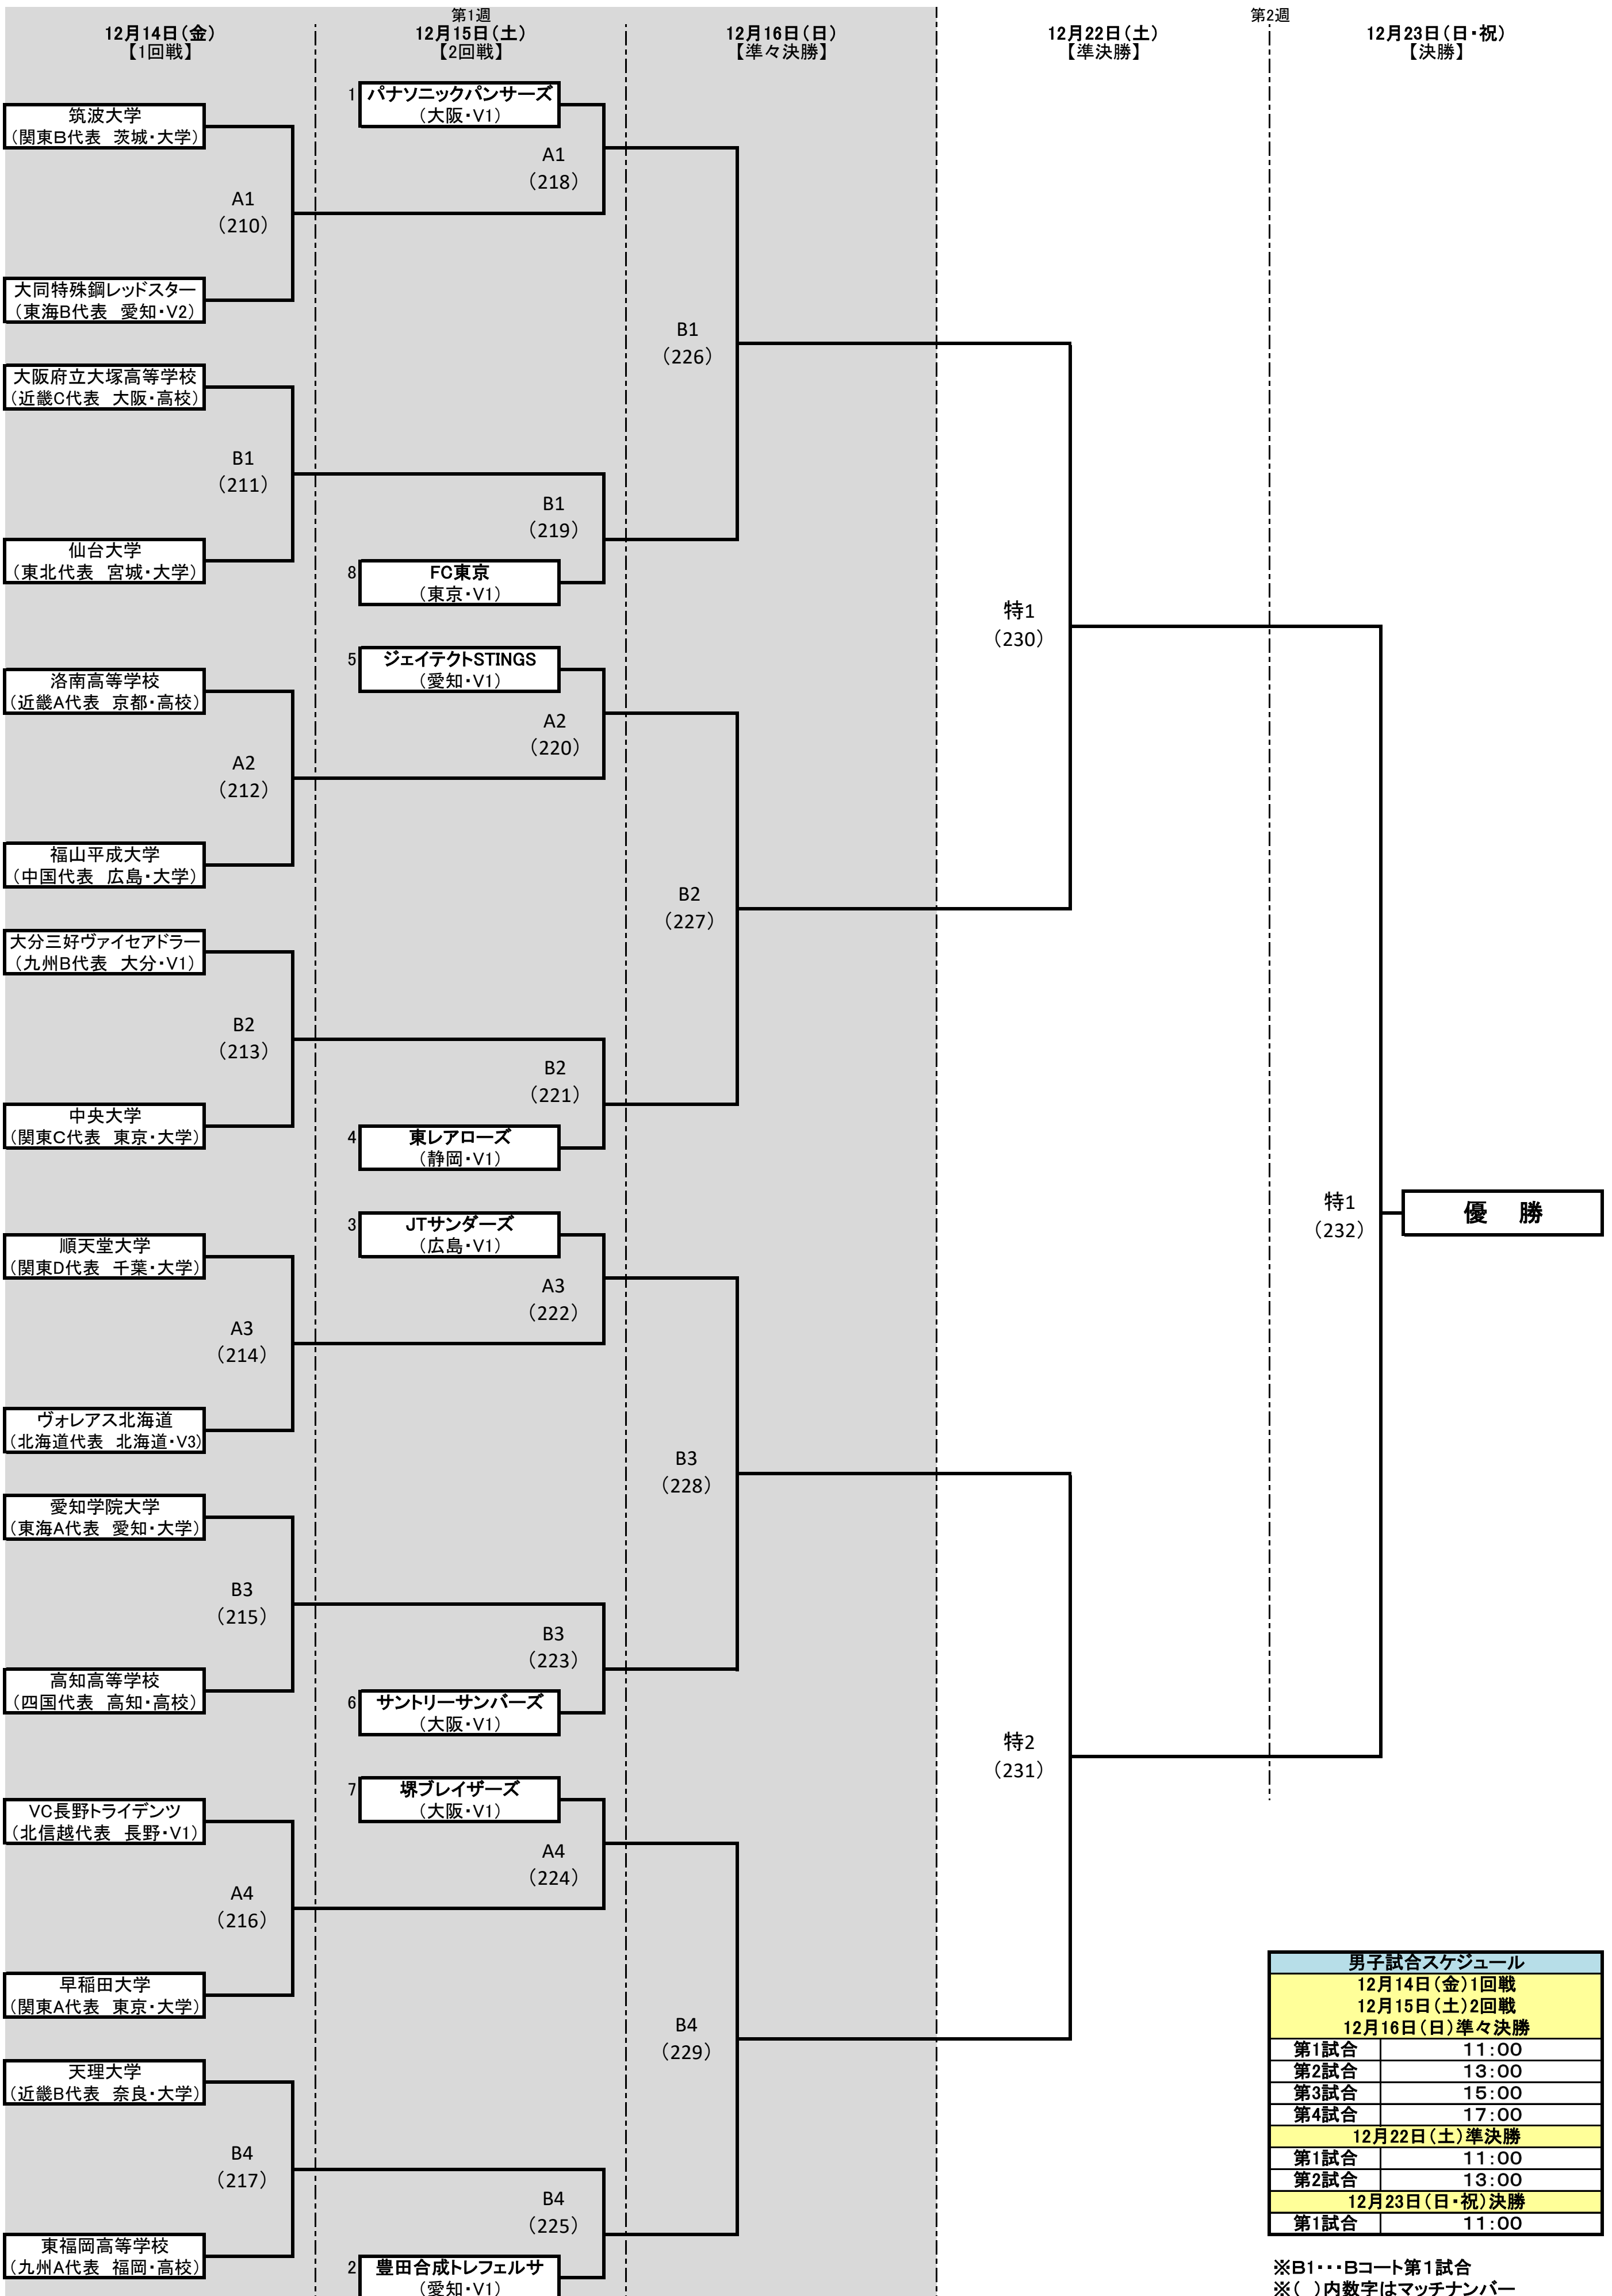 第1週
第2週
12月14日(金)
【1回戦】
12月15日(土)
【2回戦】
12月16日(日)
【準々決勝】
12月22日(土)
【準決勝】
12月23日(日・祝)
【決勝】
筑波大学
(関東B代表 茨城・大学)
A1
(210)
大同特殊鋼レッドスター
(東海B代表 愛知・V2)
大阪府立大塚高等学校
(近畿C代表 大阪・高校)
B1
(211)
仙台大学
(東北代表 宮城・大学)
洛南高等学校
(近畿A代表 京都・高校)
A2
(212)
福山平成大学
(中国代表 広島・大学)
大分三好ヴァイセアドラー
(九州B代表 大分・V1)
B2
(213)
中央大学
(関東C代表 東京・大学)
順天堂大学
(関東D代表 千葉・大学)
A3
(214)
ヴォレアス北海道
(北海道代表 北海道・V3)
愛知学院大学
(東海A代表 愛知・大学)
B3
(215)
高知高等学校
(四国代表 高知・高校)
VC長野トライデンツ
(北信越代表 長野・V1)
A4
(216)
早稲田大学
(関東A代表 東京・大学)
天理大学
(近畿B代表 奈良・大学)
B4
(217)
東福岡高等学校
(九州A代表 福岡・高校)
1 パナソニックパンサーズ
(大阪・V1)
A1
(218)
B1
(219)
8 FC東京
(東京・V1)
5 ジェイテクトSTINGS
(愛知・V1)
A2
(220)
B2
(221)
4 東レアローズ
(静岡・V1)
3 JTサンダーズ
(広島・V1)
A3
(222)
B3
(223)
6 サントリーサンバーズ
(大阪・V1)
7 堺ブレイザーズ
(大阪・V1)
A4
(224)
B4
(225)
2 豊田合成トレフェルサ
(愛知・V1)
B1
(226)
B2
(227)
B3
(228)
B4
(229)
特1
(230)
特2
(231)
特1
(232)
優 勝
男子試合スケジュール
12月14日(金)1回戦
12月15日(土)2回戦
12月16日(日)準々決勝
第1試合 11:00
第2試合 13:00
第3試合 15:00
第4試合 17:00
12月22日(土)準決勝
第1試合 11:00
第2試合 13:00
12月23日(日・祝)決勝
第1試合 11:00
※B1・・・Bコート第1試合
※( )内数字はマッチナンバー